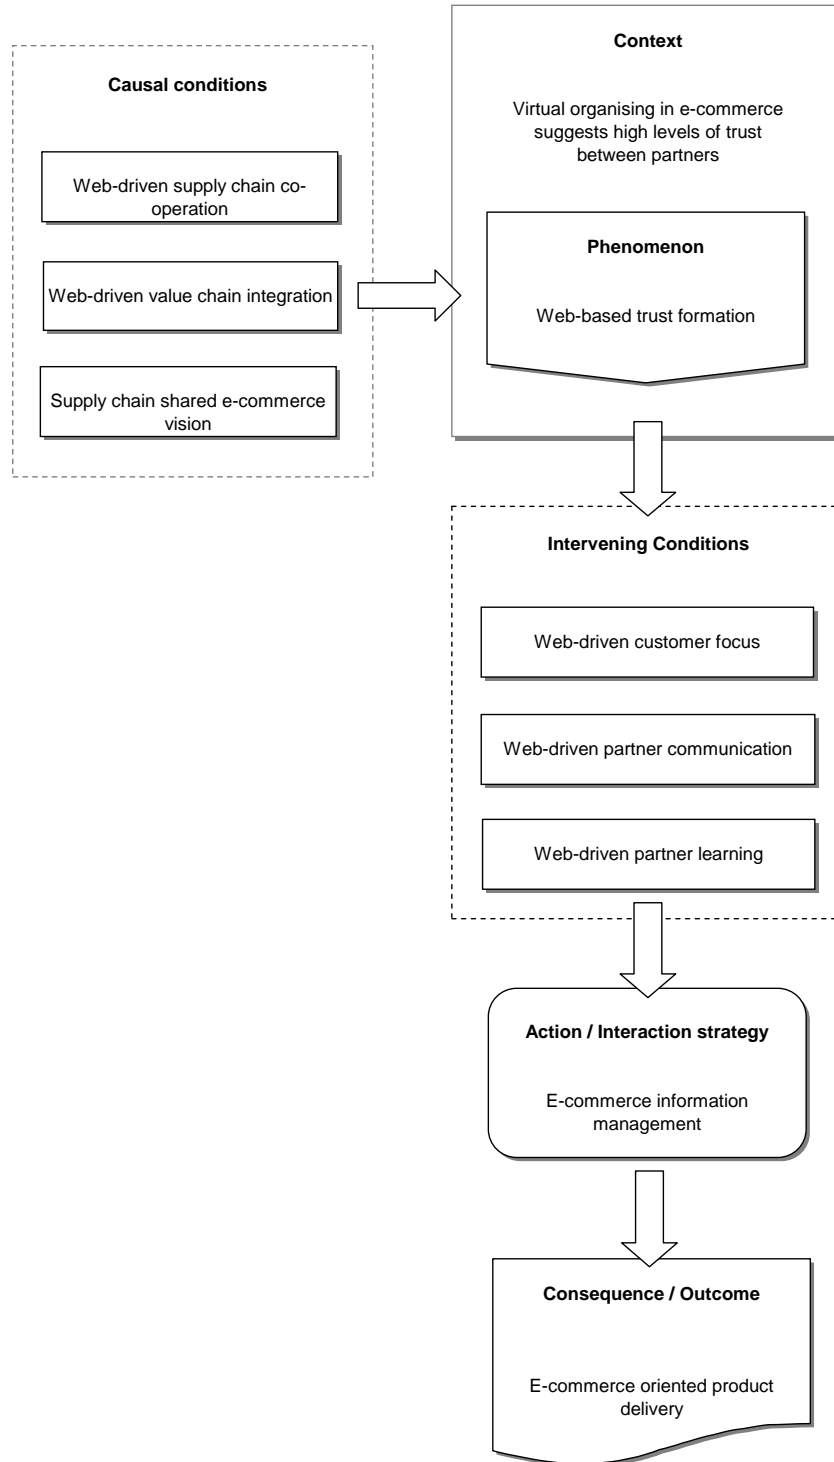 Causal conditions
Web-driven supply chain co-
operation
Web-driven value chain integration
Supply chain shared e-commerce
vision
Context
Virtual organising in e-commerce
suggests high levels of trust
between partners
Phenomenon
Web-based trust formation
Intervening Conditions
Web-driven customer focus
Web-driven partner communication
Web-driven partner learning
Action / Interaction strategy
E-commerce information
management
Consequence / Outcome
E-commerce oriented product
delivery